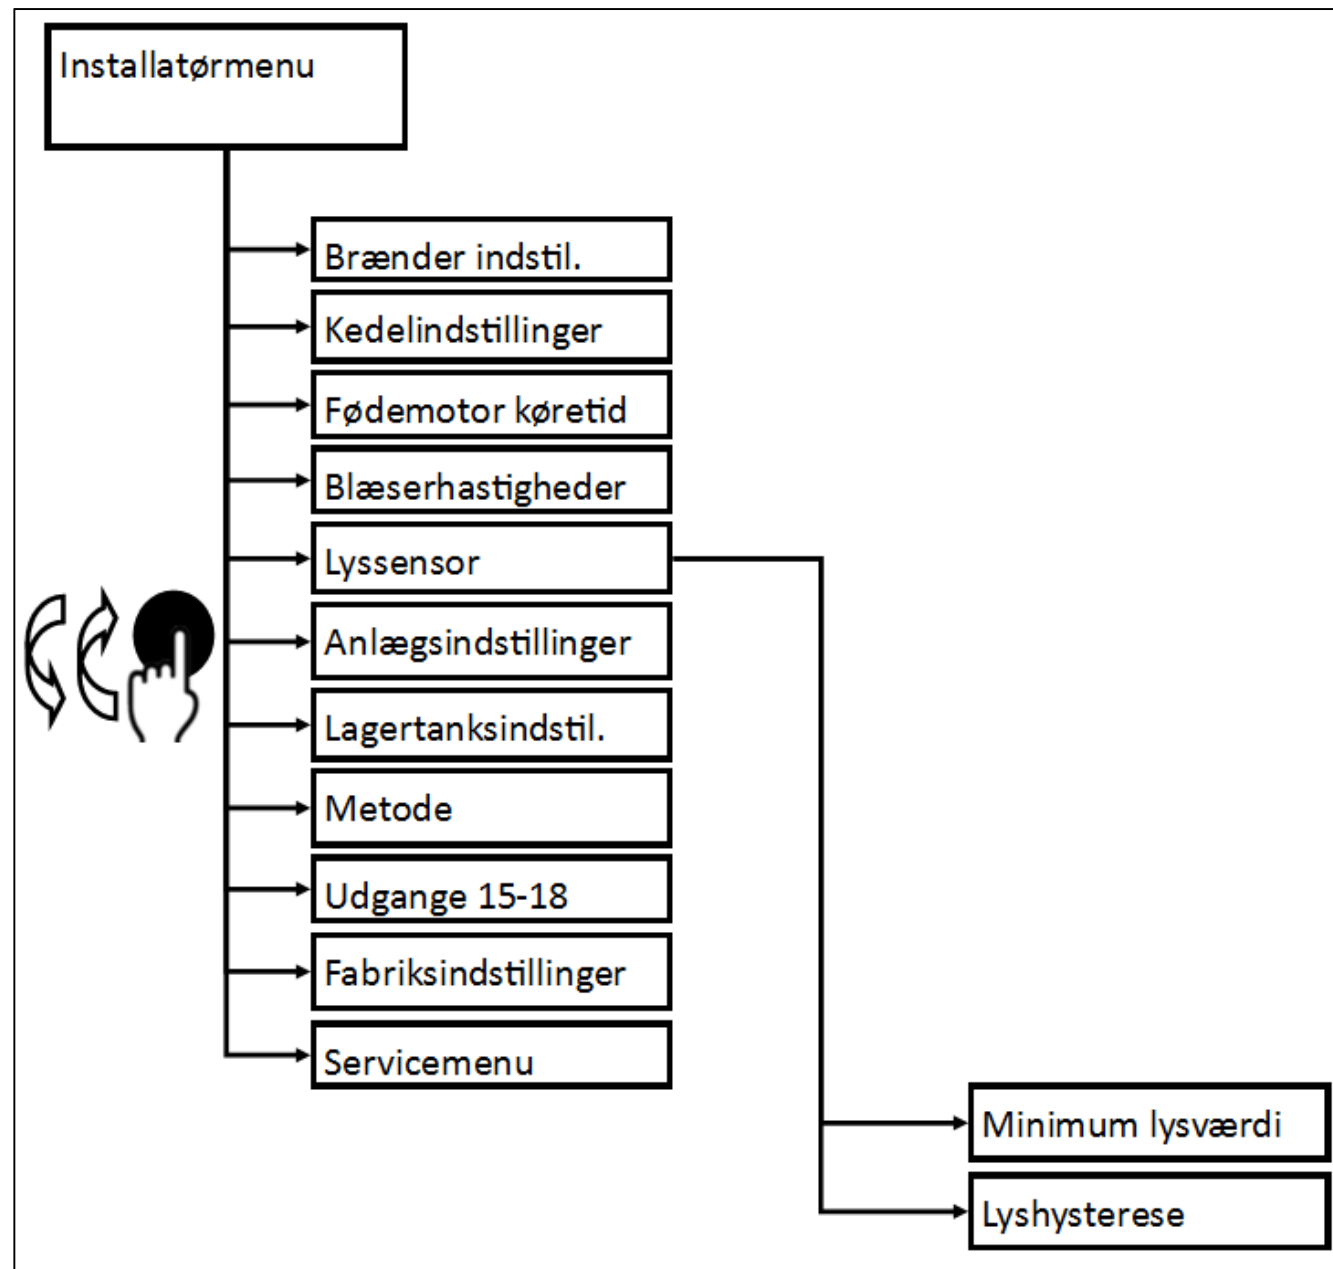 Installatørmenu
Brænder indstil.
Kedelindstillinger
Fødemotor køretid
Blæserhastigheder
Lyssensor
Anlægsindstillinger
Lagertanksindstil.
Metode
Udgange 15-18
Fabriksindstillinger
Servicemenu
Minimum lysværdi
Lyshysterese